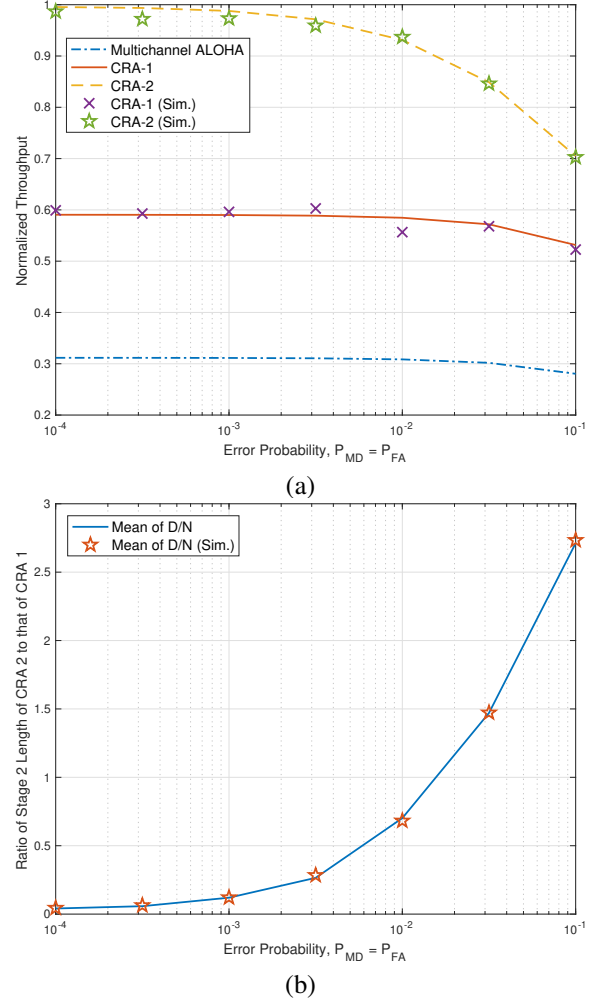 1
0.9
0.8
0.7
0.6
0.5
0.4
0.3
0.2
Normalized Throughput
Multichannel ALOHA
CRA-1
CRA-2
CRA-1 (Sim.)
CRA-2 (Sim.)
10^-4
10^-3
10^-2
10^-1
Error Probability, P_MD = P_FA
(a)
3
2.5
2
1.5
1
0.5
0
Ratio of Stage 2 Length of CRA 2 to that of CRA 1
Mean of D/N
Mean of D/N (Sim.)
10^-4
10^-3
10^-2
10^-1
Error Probability, P_MD = P_FA
(b)